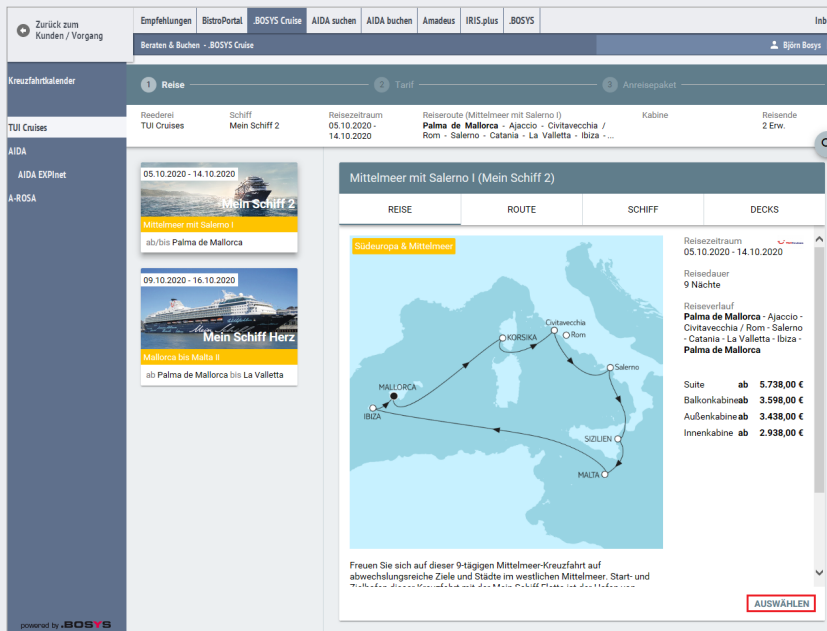 Zurück zum
Kunden / Vorgang
Empfehlungen BistroPortal .BOSYS Cruise AIDA suchen AIDA buchen Amadeus IRIS.plus .BOSYS
Beraten & Buchen - .BOSYS Cruise
Björn Bosys
Kreuzfahrtkalender
TUI Cruises
AIDA
AIDA EXPInet
A-ROSA
1 Reise 2 Tarif 3 Anreisepaket
Reederei
TUI Cruises
Schiff
Mein Schiff 2
Reisezeitraum
05.10.2020 -
14.10.2020
Reiseroute (Mittelmeer mit Salerno I)
Palma de Mallorca - Ajaccio - Civitavecchia /
Rom - Salerno - Catania - La Valletta - Ibiza - ...
Kabine
Reisende
2 Erw.
05.10.2020 - 14.10.2020
Mein Schiff 2
Mittelmeer mit Salerno I
ab/bis Palma de Mallorca
09.10.2020 - 16.10.2020
Mein Schiff Herz
Mallorca bis Malta II
ab Palma de Mallorca bis La Valletta
Mittelmeer mit Salerno I (Mein Schiff 2)
REISE ROUTE SCHIFF DECKS
Südeuropa & Mittelmeer
Civitavecchia
KORSIKA
Rom
Salerno
MALLORCA
IBIZA
SIZILIEN
MALTA
Reisezeitraum
05.10.2020 - 14.10.2020
Reisedauer
9 Nächte
Reiseverlauf
Palma de Mallorca - Ajaccio -
Civitavecchia / Rom - Salerno
- Catania - La Valletta - Ibiza -
Palma de Mallorca
Suite ab 5.738,00 €
Balkonkabine ab 3.598,00 €
Außenkabine ab 3.438,00 €
Innenkabine ab 2.938,00 €
Freuen Sie sich auf dieser 9-tägigen Mittelmeer-Kreuzfahrt auf
abwechslungsreiche Ziele und Städte im westlichen Mittelmeer. Start- und
AUSWÄHLEN
powered by .BOSYS